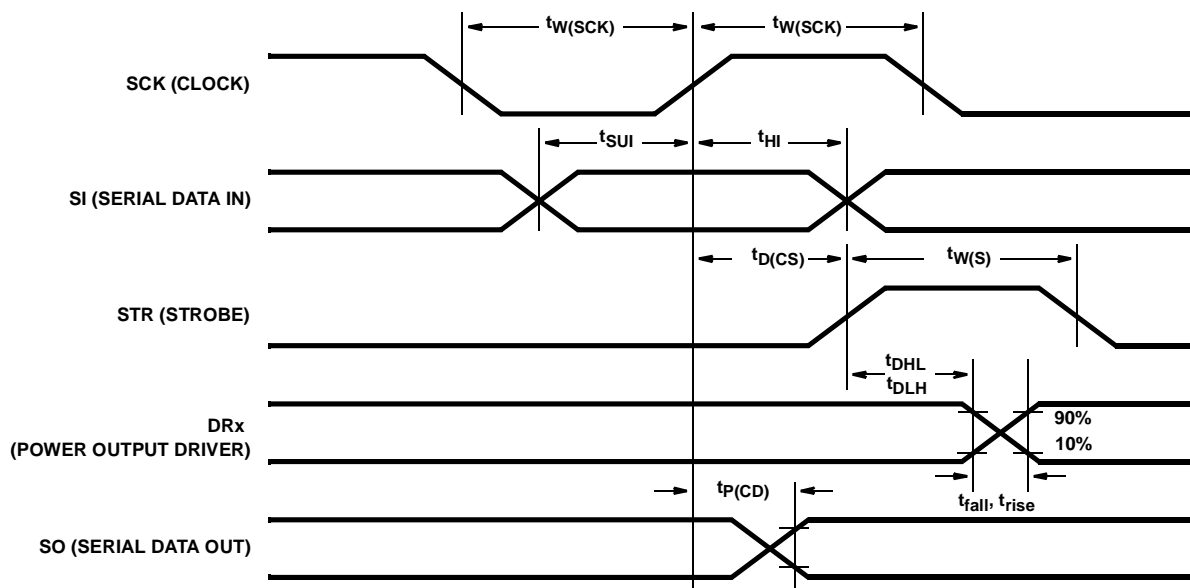 tW(SCK) tW(SCK)
SCK (CLOCK)
tSUI tHI
SI (SERIAL DATA IN)
tD(CS) tW(S)
STR (STROBE)
tDHL
tDLH
DRx
(POWER OUTPUT DRIVER)
90%
10%
tP(CD)
tfall, trise
SO (SERIAL DATA OUT)